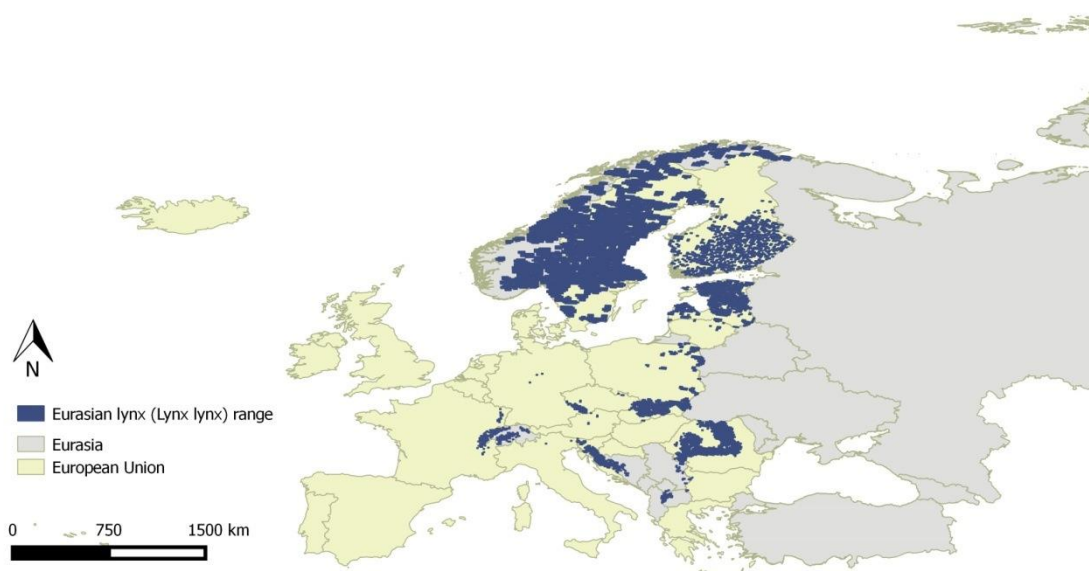 N
Eurasian lynx (Lynx lynx) range
Eurasia
European Union
0 750 1500 km